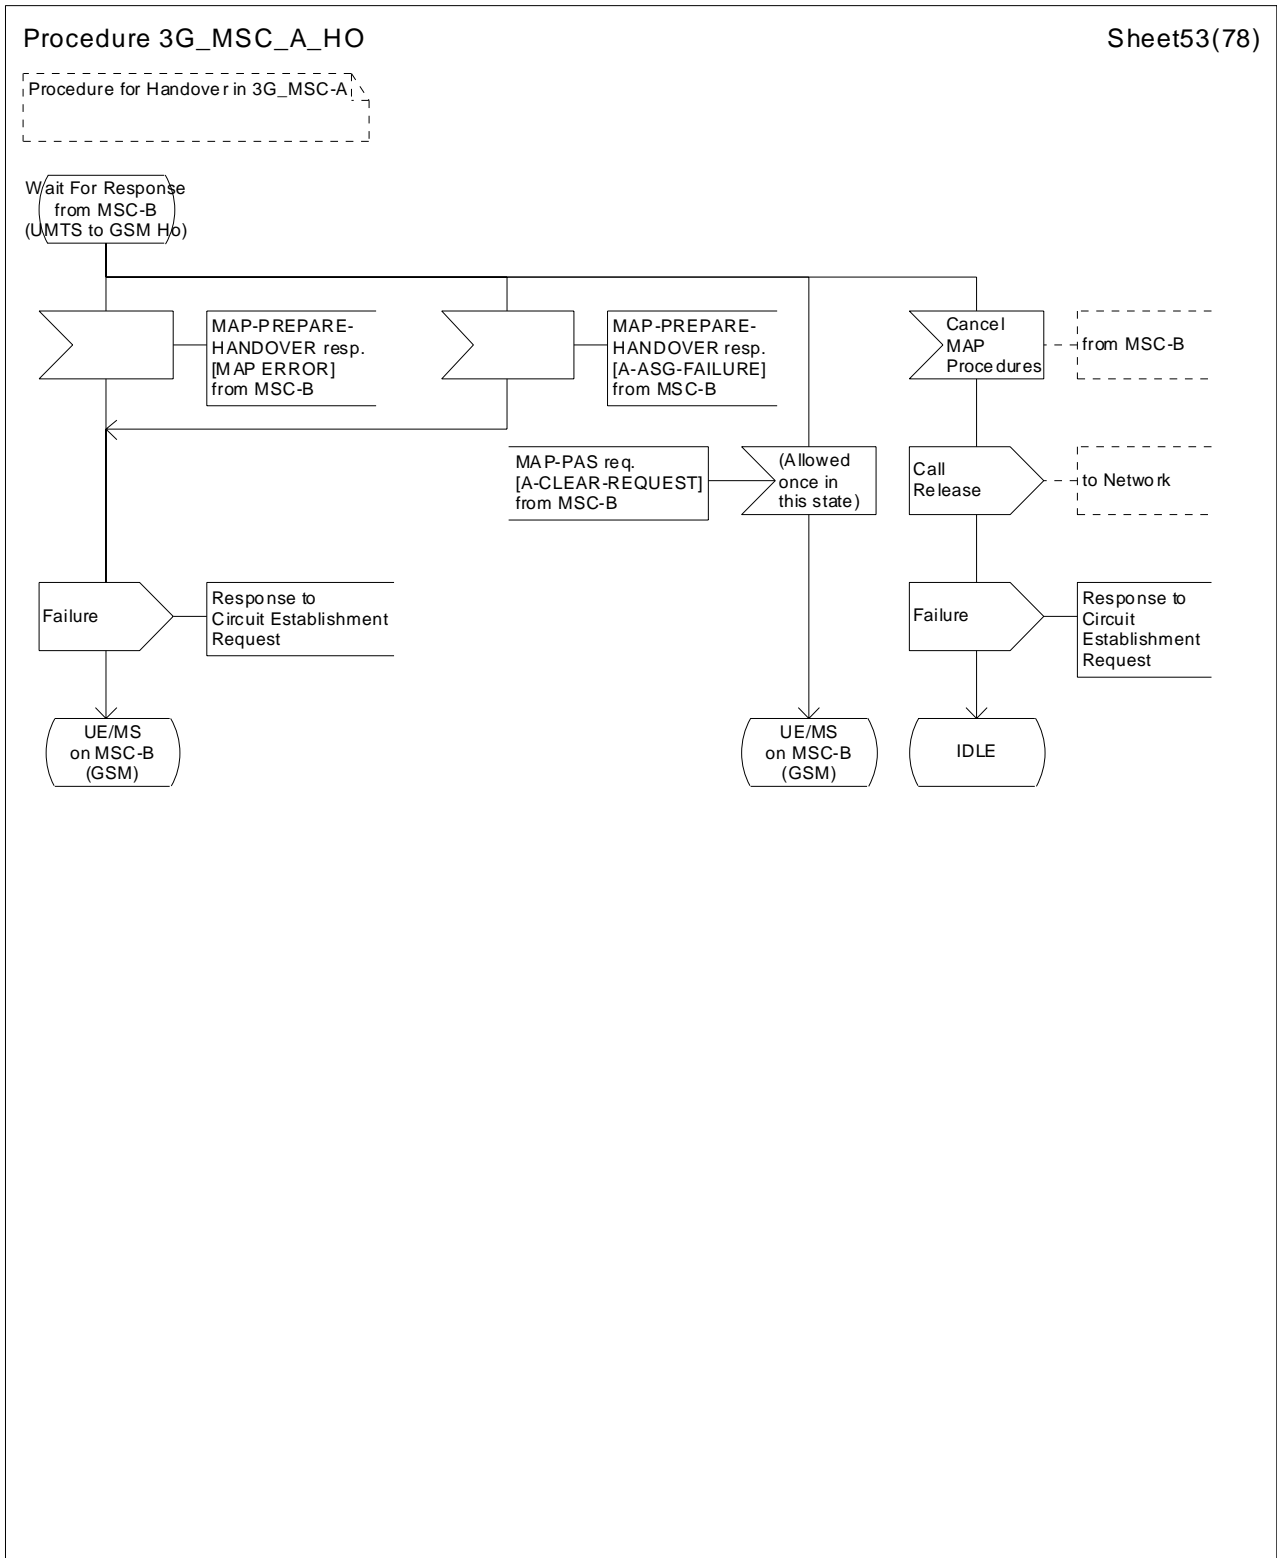 Procedure 3G_MSC_A_HO
Sheet53(78)
Procedure for Handover in 3G_MSC-A
Wait For Response
from MSC-B
(UMTS to GSM Ho)
MAP-PREPARE-
HANDOVER resp.
[MAP ERROR]
from MSC-B
MAP-PREPARE-
HANDOVER resp.
[A-ASG-FAILURE]
from MSC-B
Cancel
MAP
Procedures
from MSC-B
MAP-PAS req.
[A-CLEAR-REQUEST]
from MSC-B
(Allowed
once in
this state)
Call
Release
to Network
Failure
Response to
Circuit Establishment
Request
Failure
Response to
Circuit
Establishment
Request
UE/MS
on MSC-B
(GSM)
UE/MS
on MSC-B
(GSM)
IDLE